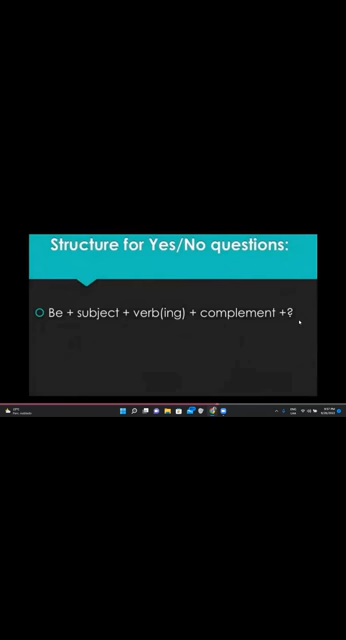 Structure for Yes/No questions:
Be + subject + verb(ing) + complement +?